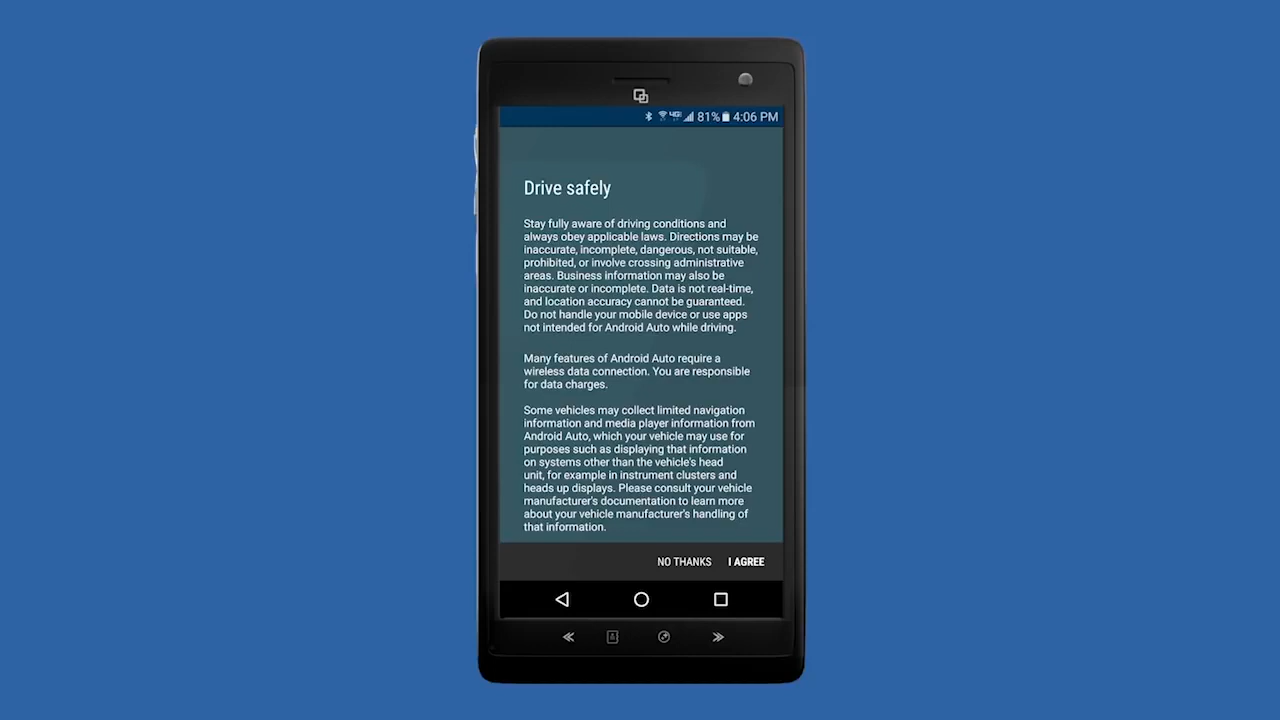 81% 4:06 PM
Drive safely
Stay fully aware of driving conditions and
always obey applicable laws. Directions may be
inaccurate, incomplete, dangerous, not suitable,
prohibited, or involve crossing administrative
areas. Business information may also be
inaccurate or incomplete. Data is not real-time,
and location accuracy cannot be guaranteed.
Do not handle your mobile device or use apps
not intended for Android Auto while driving.
Many features of Android Auto require a
wireless data connection. You are responsible
for data charges.
Some vehicles may collect limited navigation
information and media player information from
Android Auto, which your vehicle may use for
purposes such as displaying that information
on systems other than the vehicle's head
unit, for example in instrument clusters and
heads up displays. Please consult your vehicle
manufacturer's documentation to learn more
about your vehicle manufacturer's handling of
that information.
NO THANKS I AGREE